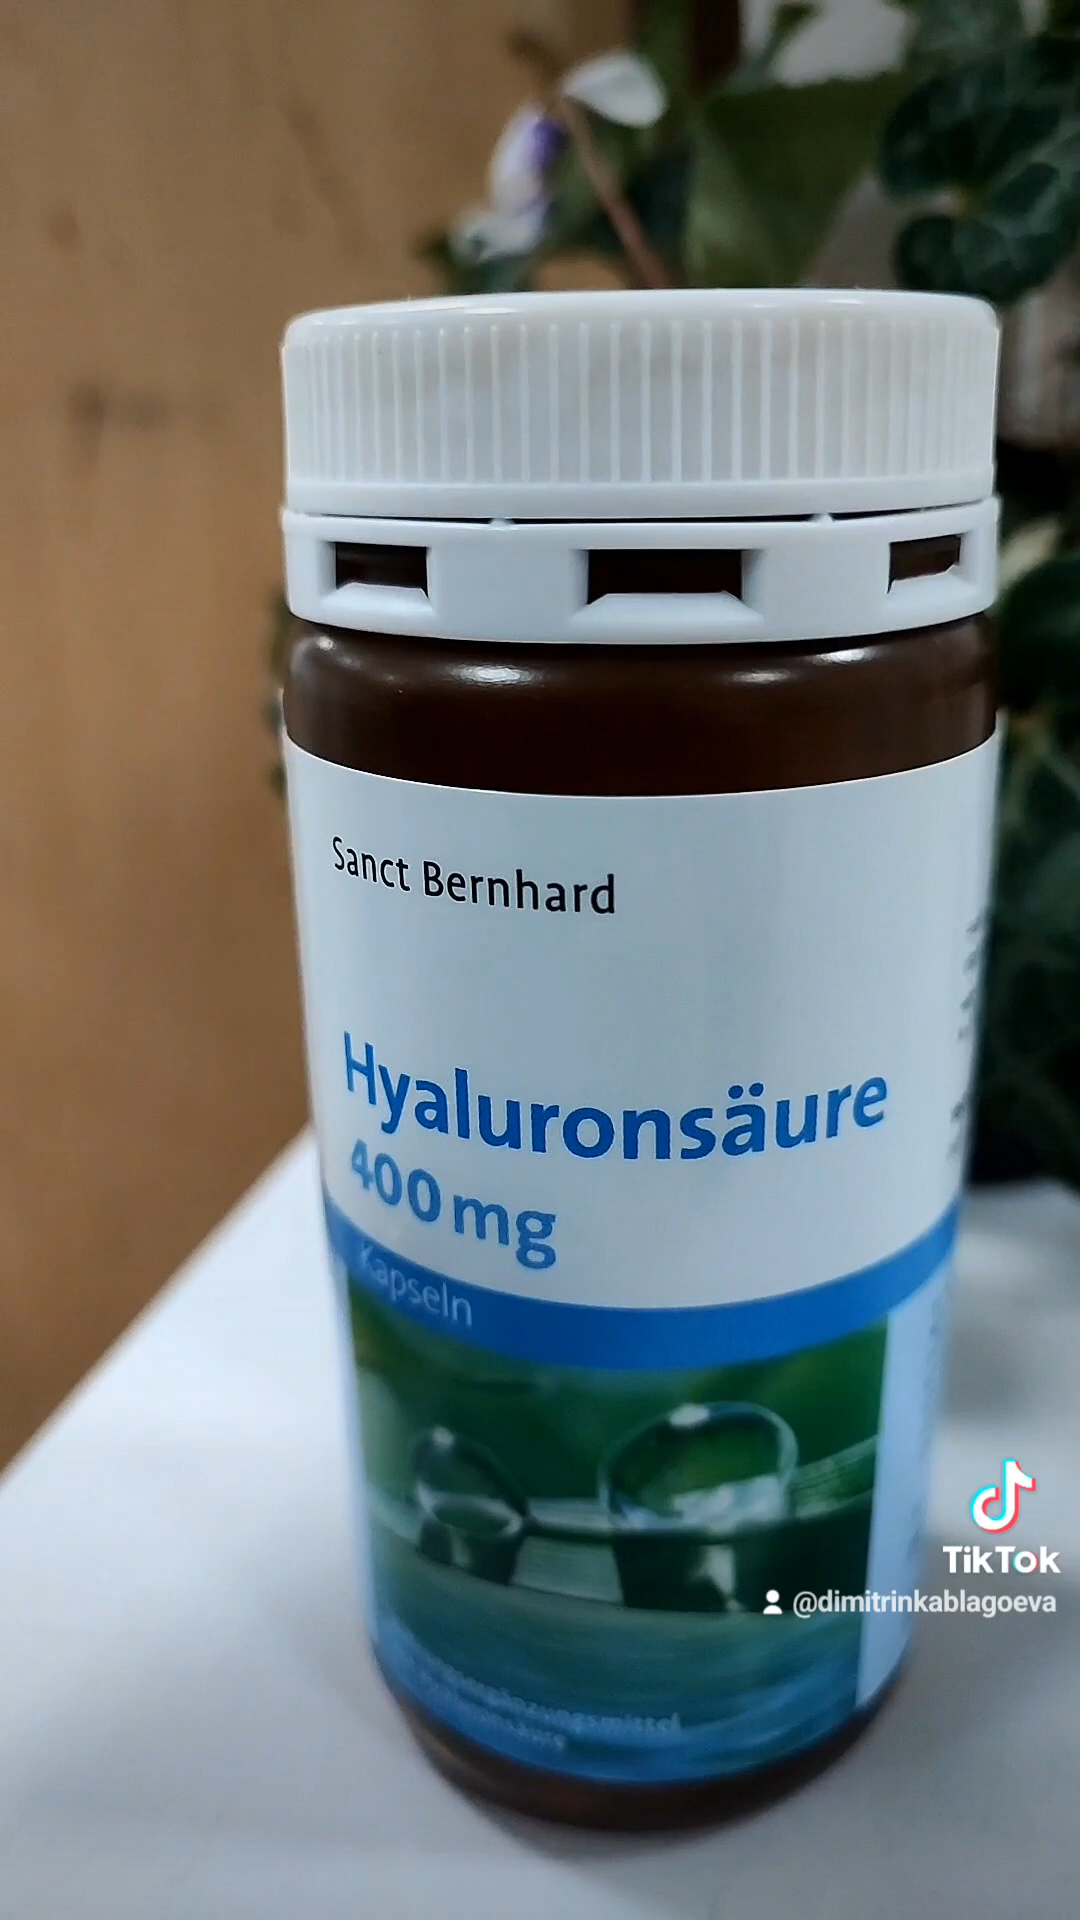 Sanct Bernhard
Hyaluronsäure
400 mg
Kapseln
TikTok
@dimitrinkablagoeva